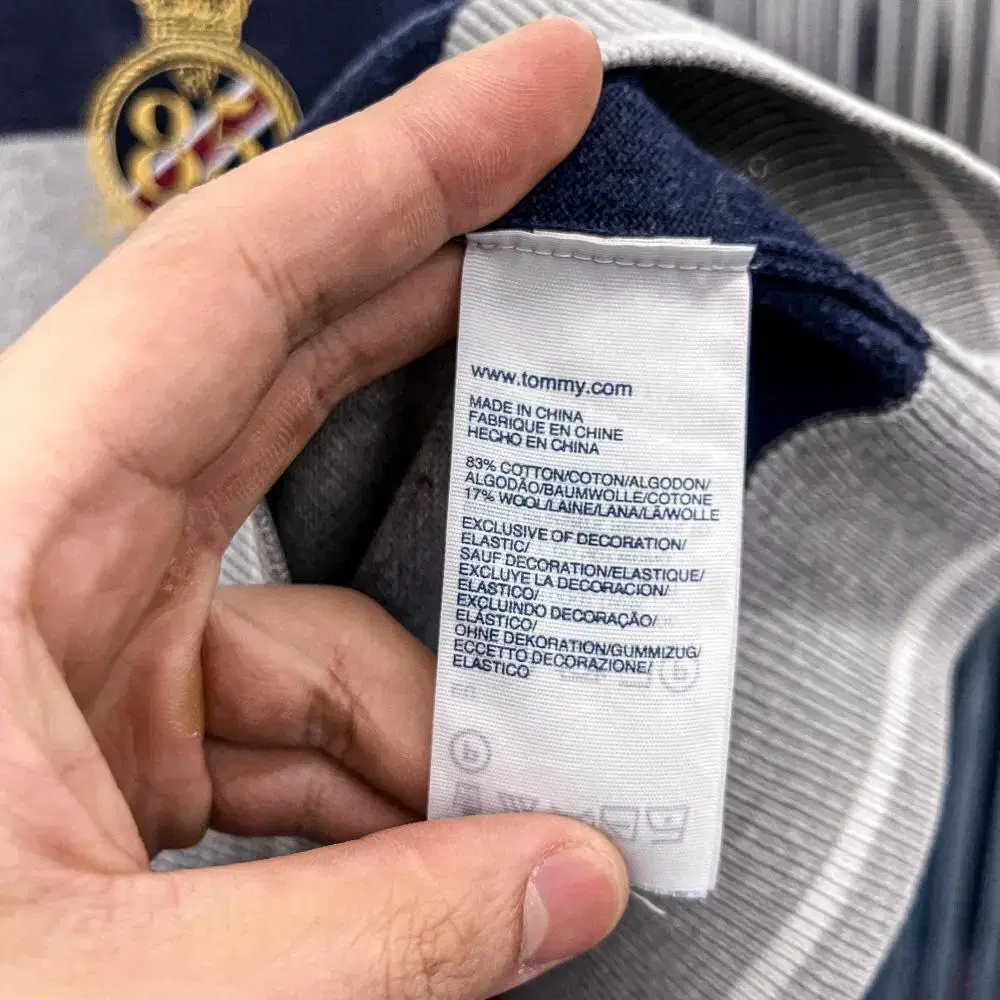 85
www.tommy.com
MADE IN CHINA
FABRIQUE EN CHINE
HECHO EN CHINA
83% COTTON/COTON/ALGODON/
ALGODÃO/BAUMWOLLE/COTONE
17% WOOL/LAINE/LANA/LÃ/WOLLE
EXCLUSIVE OF DECORATION/
ELASTIC/
SAUF DECORATION/ELASTIQUE/
EXCLUYE LA DECORACION/
ELASTICO/
EXCLUINDO DECORAÇÃO/
ELÁSTICO/
OHNE DEKORATION/GUMMIZUG/
ECCETTO DECORAZIONE/
ELASTICO